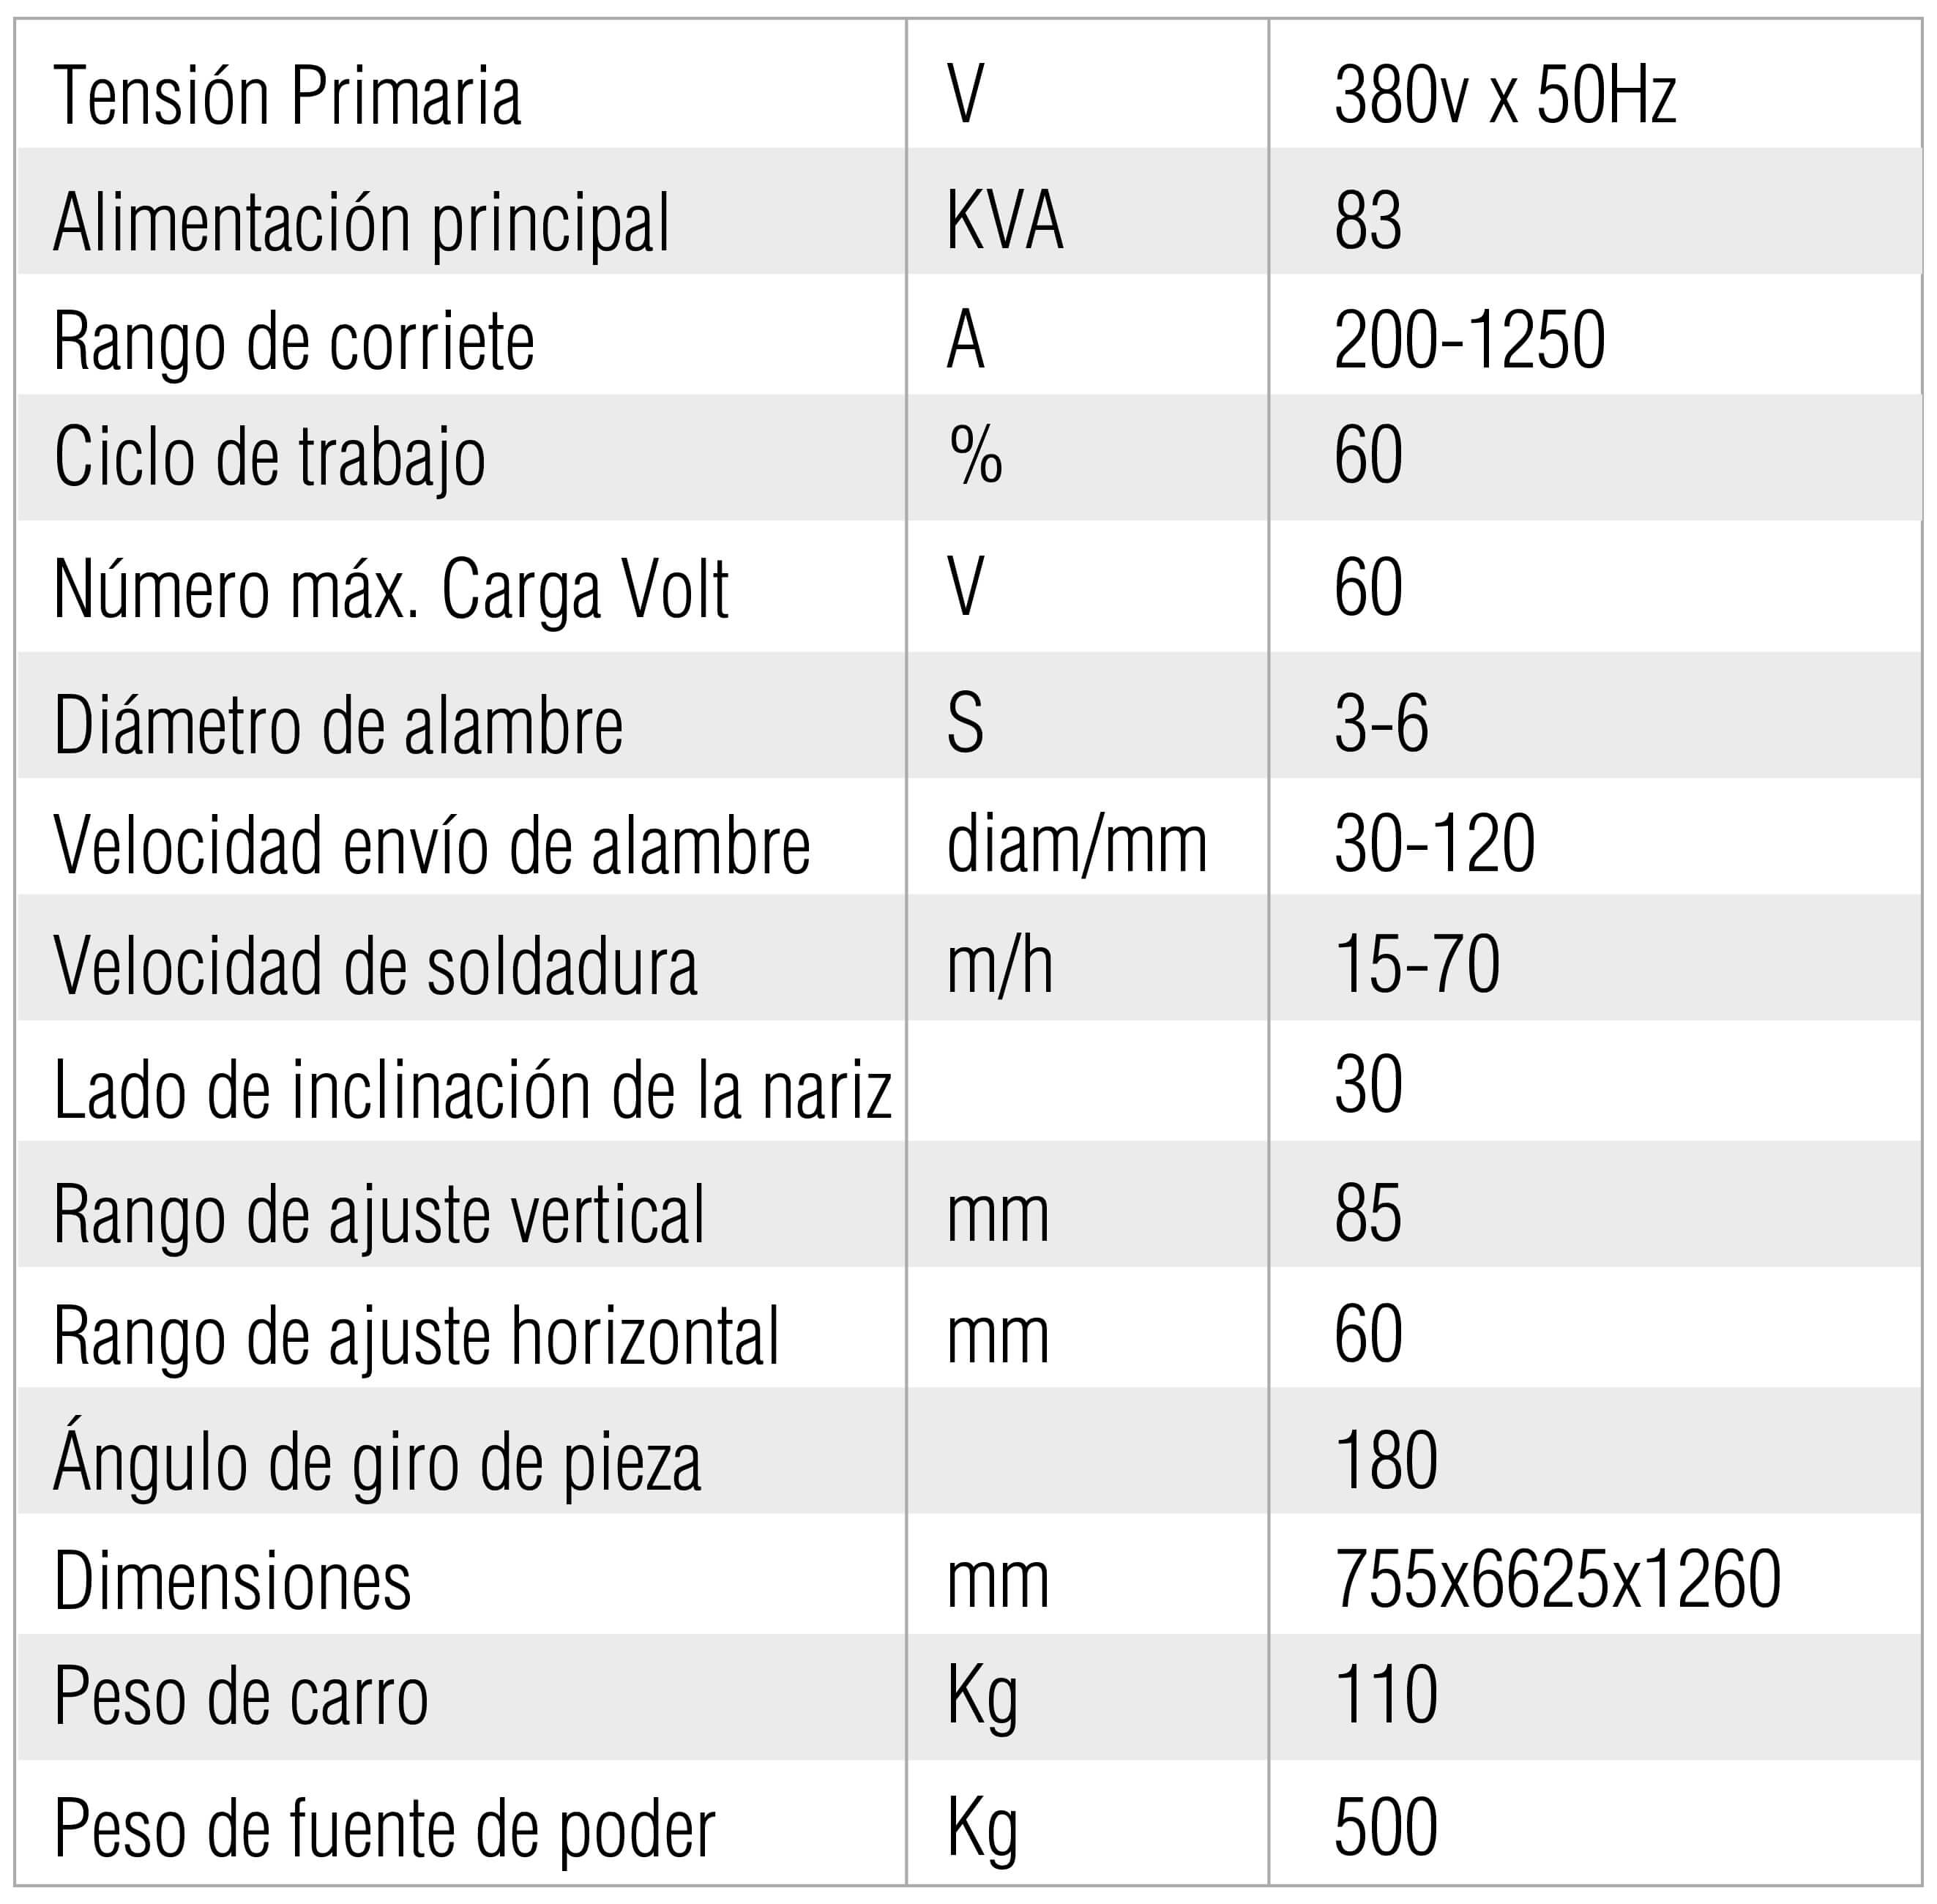 Tensión Primaria V 380v x 50Hz
Alimentación principal KVA 83
Rango de corriete A 200-1250
Ciclo de trabajo % 60
Número máx. Carga Volt V 60
Diámetro de alambre S 3-6
Velocidad envío de alambre diam/mm 30-120
Velocidad de soldadura m/h 15-70
Lado de inclinación de la nariz 30
Rango de ajuste vertical mm 85
Rango de ajuste horizontal mm 60
Ángulo de giro de pieza 180
Dimensiones mm 755x6625x1260
Peso de carro Kg 110
Peso de fuente de poder Kg 500